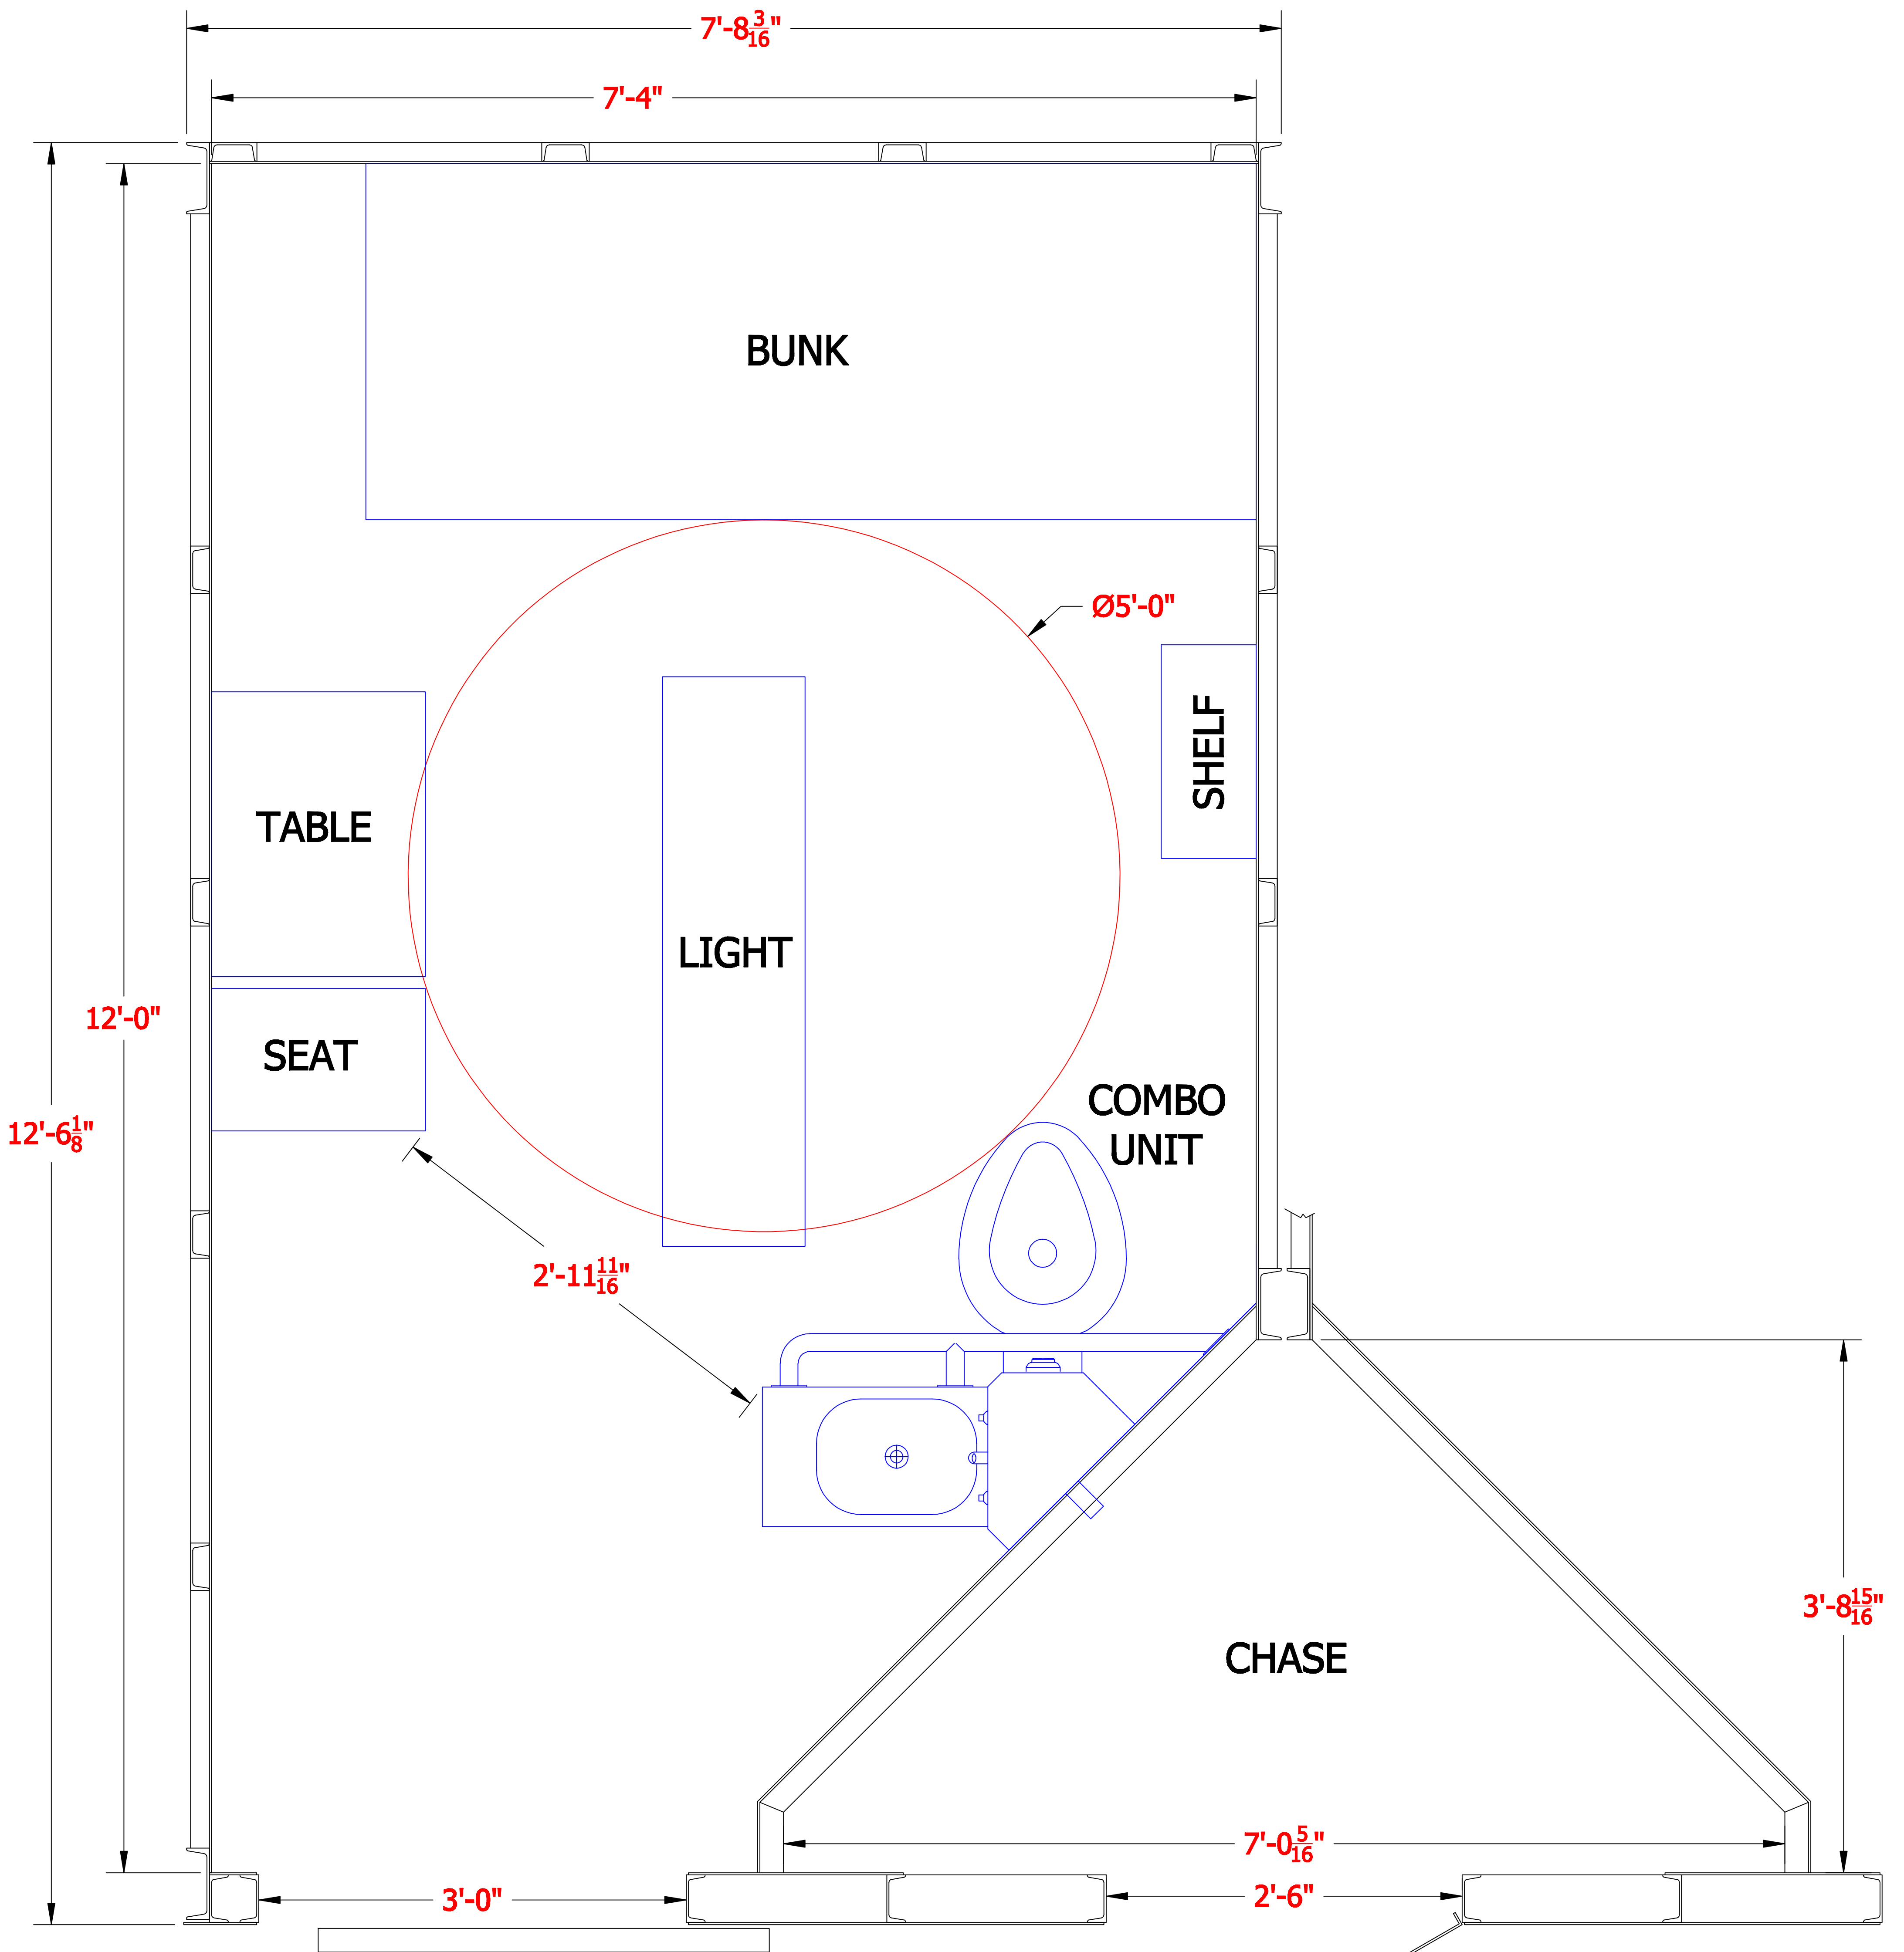 7'-8 3/16"
7'-4"
BUNK
Ø5'-0"
SHELF
TABLE
LIGHT
12'-0"
SEAT
COMBO
UNIT
12'-6 1/8"
2'-11 11/16"
3'-8 15/16"
CHASE
7'-0 5/16"
3'-0"
2'-6"